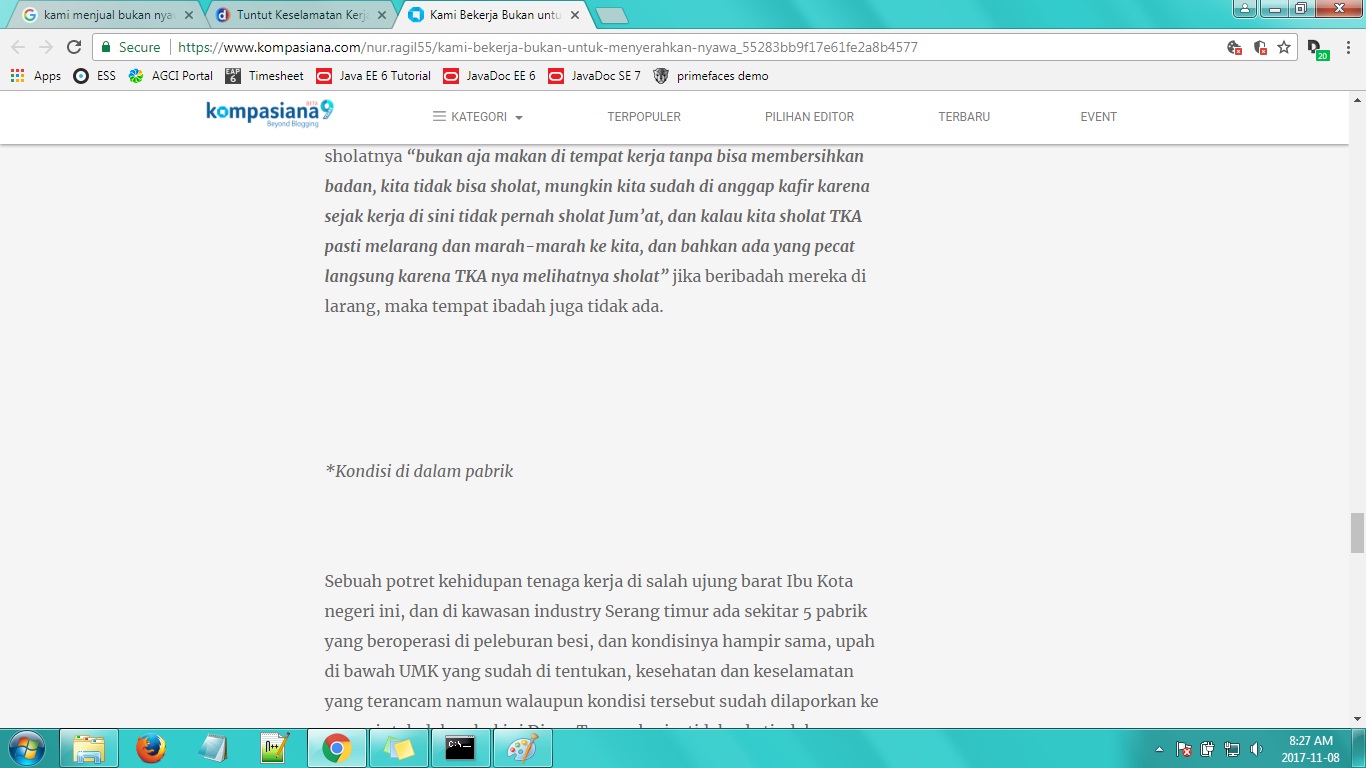 kami menjual bukan nya
Tuntut Keselamatan Kerja
Kami Bekerja Bukan untu
Secure https://www.kompasiana.com/nur.ragil55/kami-bekerja-bukan-untuk-menyerahkan-nyawa_55283bb9f17e61fe2a8b4577
20
Apps ESS AGCI Portal EAP 6 Timesheet Java EE 6 Tutorial JavaDoc EE 6 JavaDoc SE 7 primefaces demo
kompasiana9 BETA KATEGORI TERPOPULER PILIHAN EDITOR TERBARU EVENT
Beyond Blogging
sholatnya “bukan aja makan di tempat kerja tanpa bisa membersihkan
badan, kita tidak bisa sholat, mungkin kita sudah di anggap kafir karena
sejak kerja di sini tidak pernah sholat Jum’at, dan kalau kita sholat TKA
pasti melarang dan marah-marah ke kita, dan bahkan ada yang pecat
langsung karena TKA nya melihatnya sholat” jika beribadah mereka di
larang, maka tempat ibadah juga tidak ada.
*Kondisi di dalam pabrik
Sebuah potret kehidupan tenaga kerja di salah ujung barat Ibu Kota
negeri ini, dan di kawasan industry Serang timur ada sekitar 5 pabrik
yang beroperasi di peleburan besi, dan kondisinya hampir sama, upah
di bawah UMK yang sudah di tentukan, kesehatan dan keselamatan
yang terancam namun walaupun kondisi tersebut sudah dilaporkan ke
8:27 AM
2017-11-08